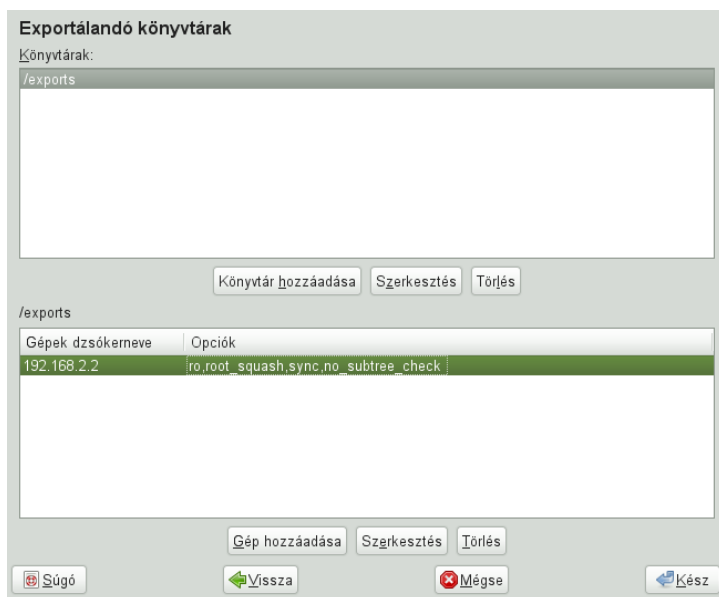 Exportálandó könyvtárak
Könyvtárak:
/exports
Könyvtár hozzáadása Szerkesztés Törlés
/exports
Gépek dzsókerneve Opciók
192.168.2.2 ro,root_squash,sync,no_subtree_check
Gép hozzáadása Szerkesztés Törlés
Súgó Vissza Mégse Kész